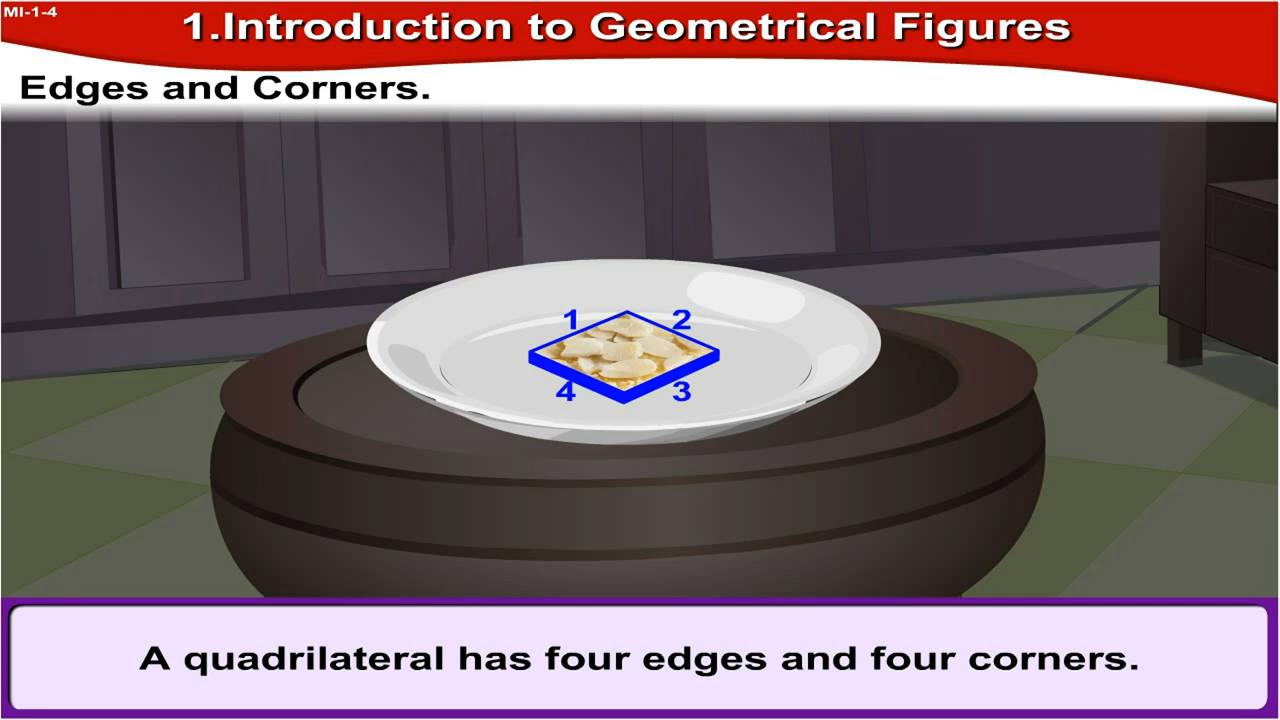 MI-1-4
1.Introduction to Geometrical Figures
Edges and Corners.
1 2
4 3
A quadrilateral has four edges and four corners.